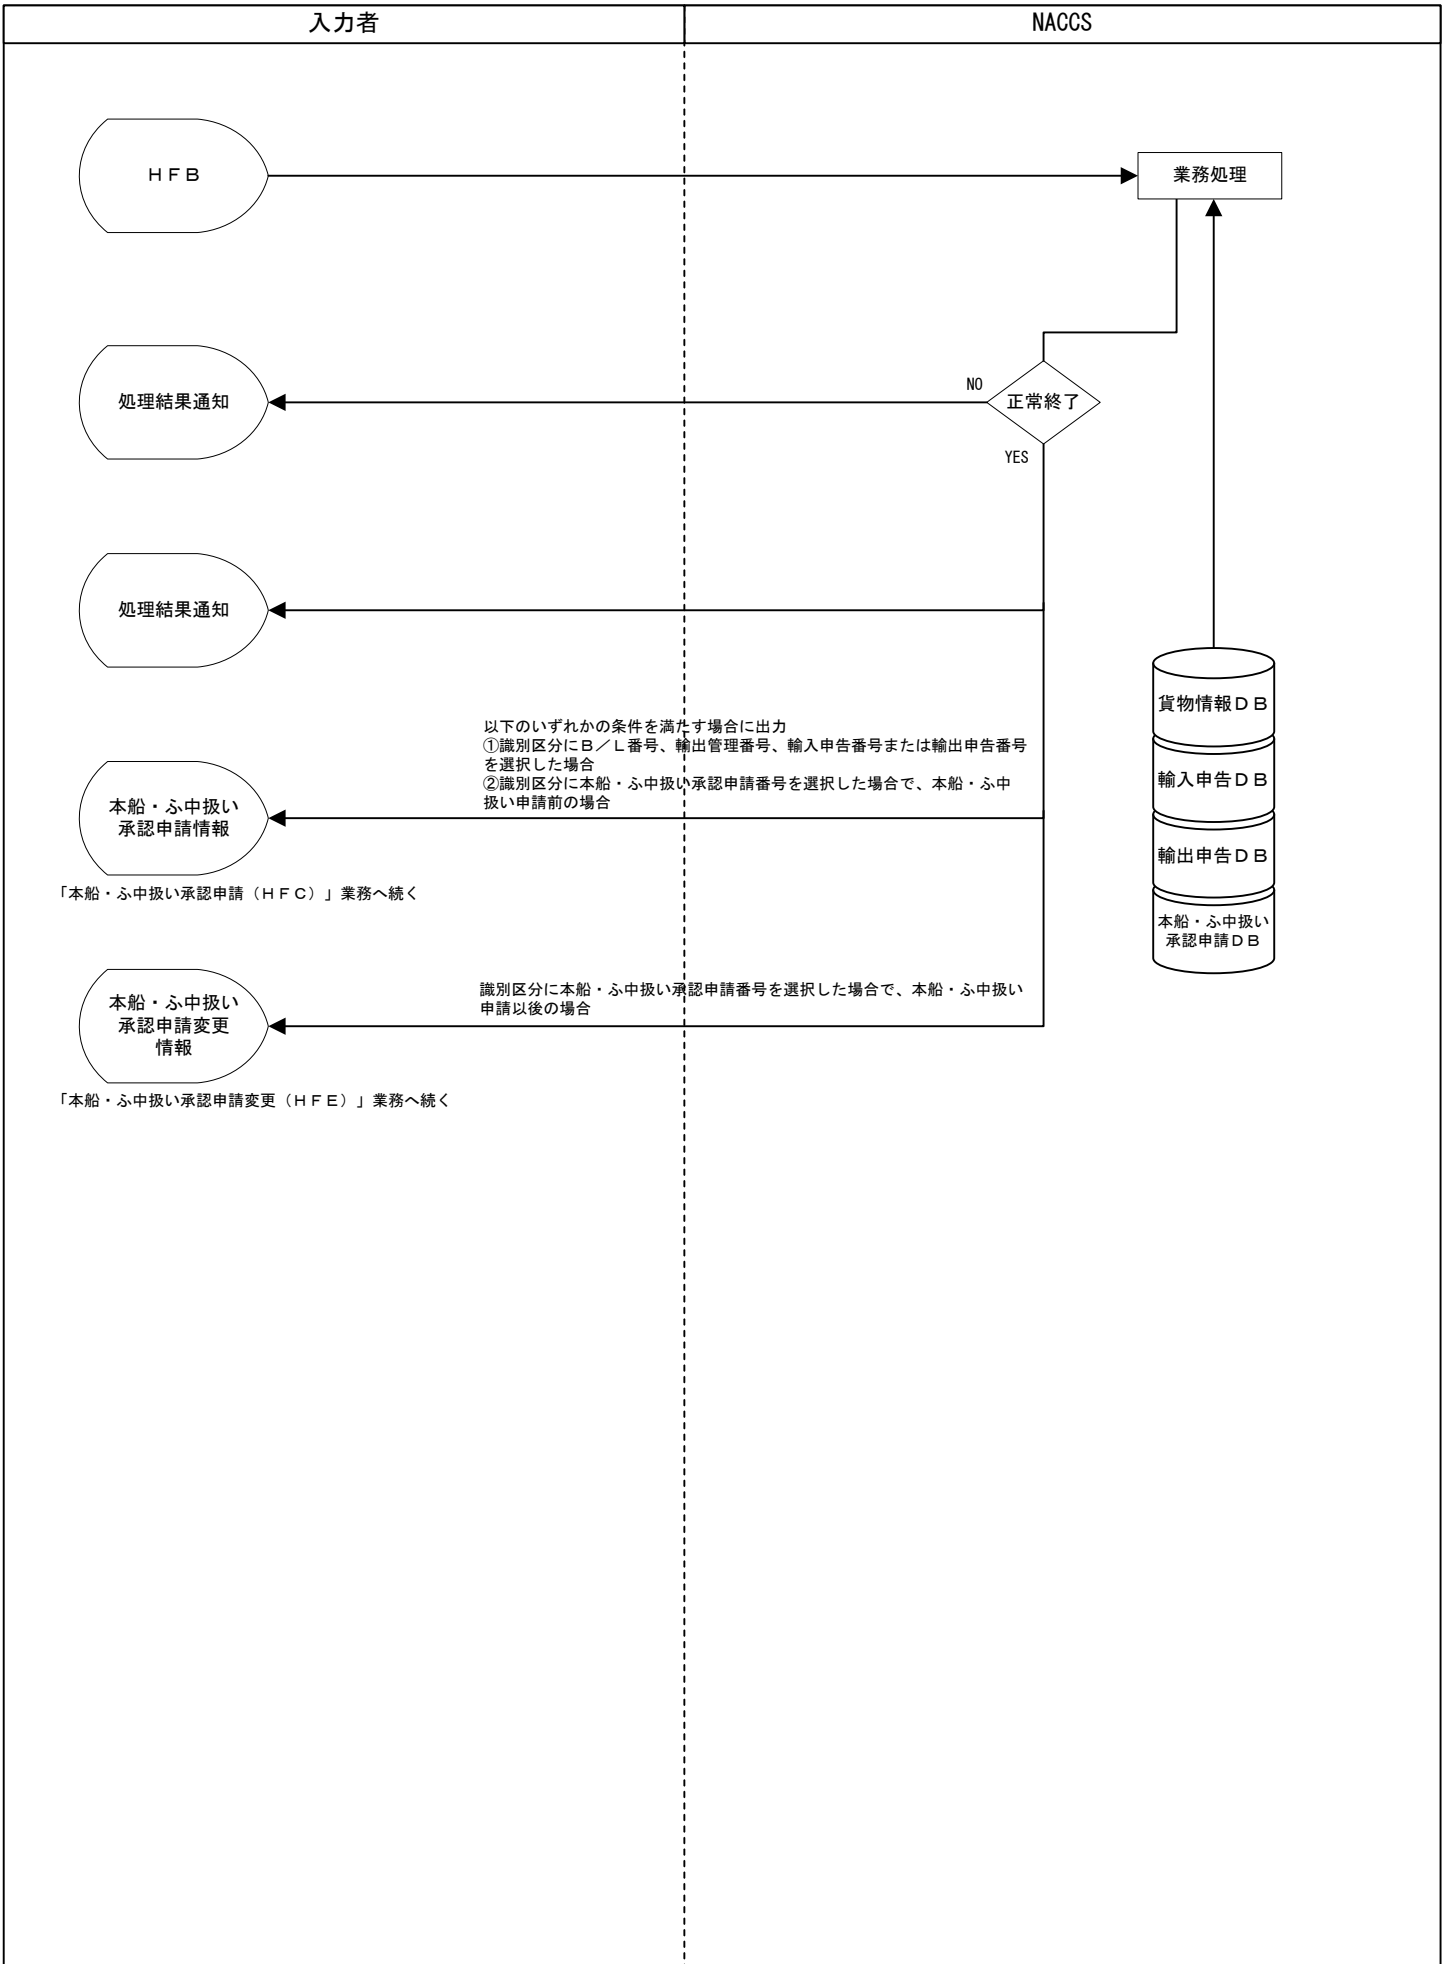 入力者
NACCS
ＨＦＢ
業務処理
処理結果通知
NO
正常終了
YES
処理結果通知
貨物情報ＤＢ
輸入申告ＤＢ
輸出申告ＤＢ
本船・ふ中扱い
承認申請ＤＢ
以下のいずれかの条件を満たす場合に出力
①識別区分にＢ／Ｌ番号、輸出管理番号、輸入申告番号または輸出申告番号
を選択した場合
②識別区分に本船・ふ中扱い承認申請番号を選択した場合で、本船・ふ中
扱い申請前の場合
本船・ふ中扱い
承認申請情報
「本船・ふ中扱い承認申請（ＨＦＣ）」業務へ続く
識別区分に本船・ふ中扱い承認申請番号を選択した場合で、本船・ふ中扱い
申請以後の場合
本船・ふ中扱い
承認申請変更
情報
「本船・ふ中扱い承認申請変更（ＨＦＥ）」業務へ続く